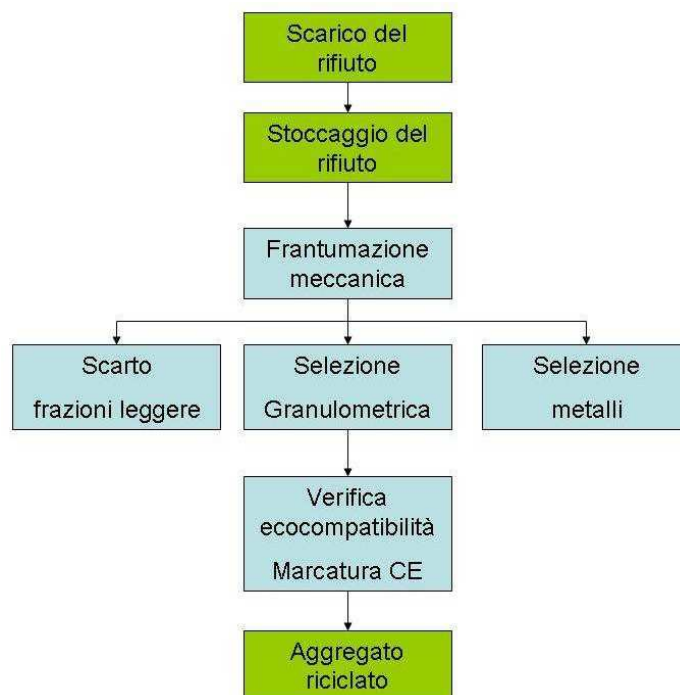 Scarico del
rifiuto
Stoccaggio del
rifiuto
Frantumazione
meccanica
Scarto
frazioni leggere
Selezione
Granulometrica
Selezione
metalli
Verifica
ecocompatibilità
Marcatura CE
Aggregato
riciclato